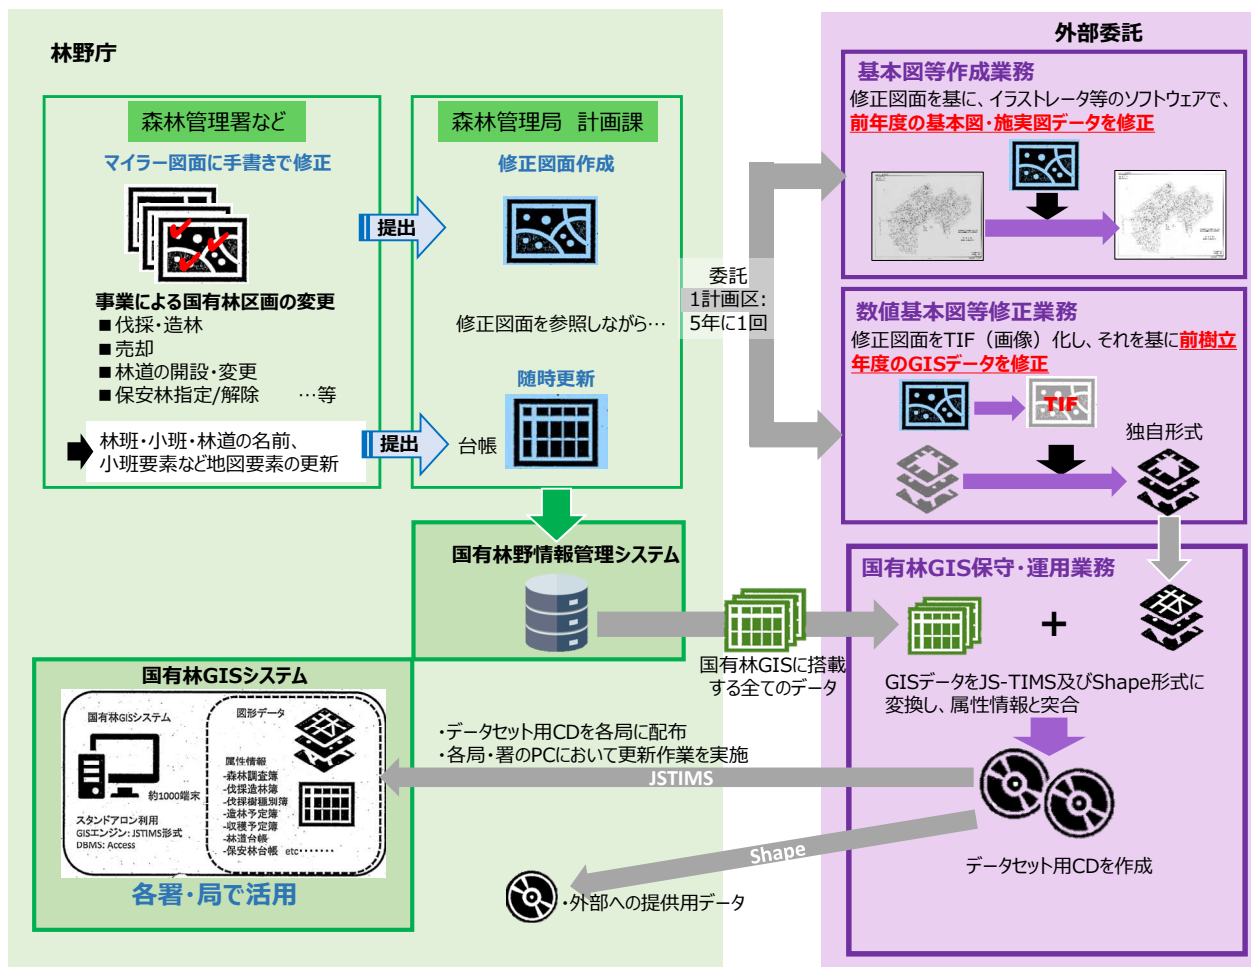 林野庁
森林管理署など
マイラー図面に手書きで修正
事業による国有林区画の変更
■伐採・造林
■売却
■林道の開設・変更
■保安林指定/解除　…等
林班・小班・林道の名前、
小班要素など地図要素の更新
提出
提出
森林管理局 計画課
修正図面作成
修正図面を参照しながら…
随時更新
台帳
委託
1計画区:
5年に1回
国有林野情報管理システム
国有林GISに搭載
する全てのデータ
外部委託
基本図等作成業務
修正図面を基に、イラストレータ等のソフトウェアで、
前年度の基本図・施実図データを修正
数値基本図等修正業務
修正図面をTIF（画像）化し、それを基に前樹立
年度のGISデータを修正
TIF
独自形式
国有林GIS保守・運用業務
+
GISデータをJS-TIMS及びShape形式に
変換し、属性情報と突合
データセット用CDを作成
・データセット用CDを各局に配布
・各局・署のPCにおいて更新作業を実施
JSTIMS
Shape
・外部への提供用データ
国有林GISシステム
国有林GISシステム
約1000端末
スタンドアロン利用
GISエンジン: JSTIMS形式
DBMS: Access
図形データ
属性情報
-森林調査簿
-伐採造林簿
-伐採樹種別簿
-造林予定簿
-収穫予定簿
-林道台帳
-保安林台帳 etc・・・・・・
各署・局で活用